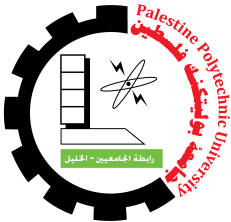 Palestine Polytechnic University
جامعة بوليتكنك فلسطين
رابطة الجامعيين - الخليل